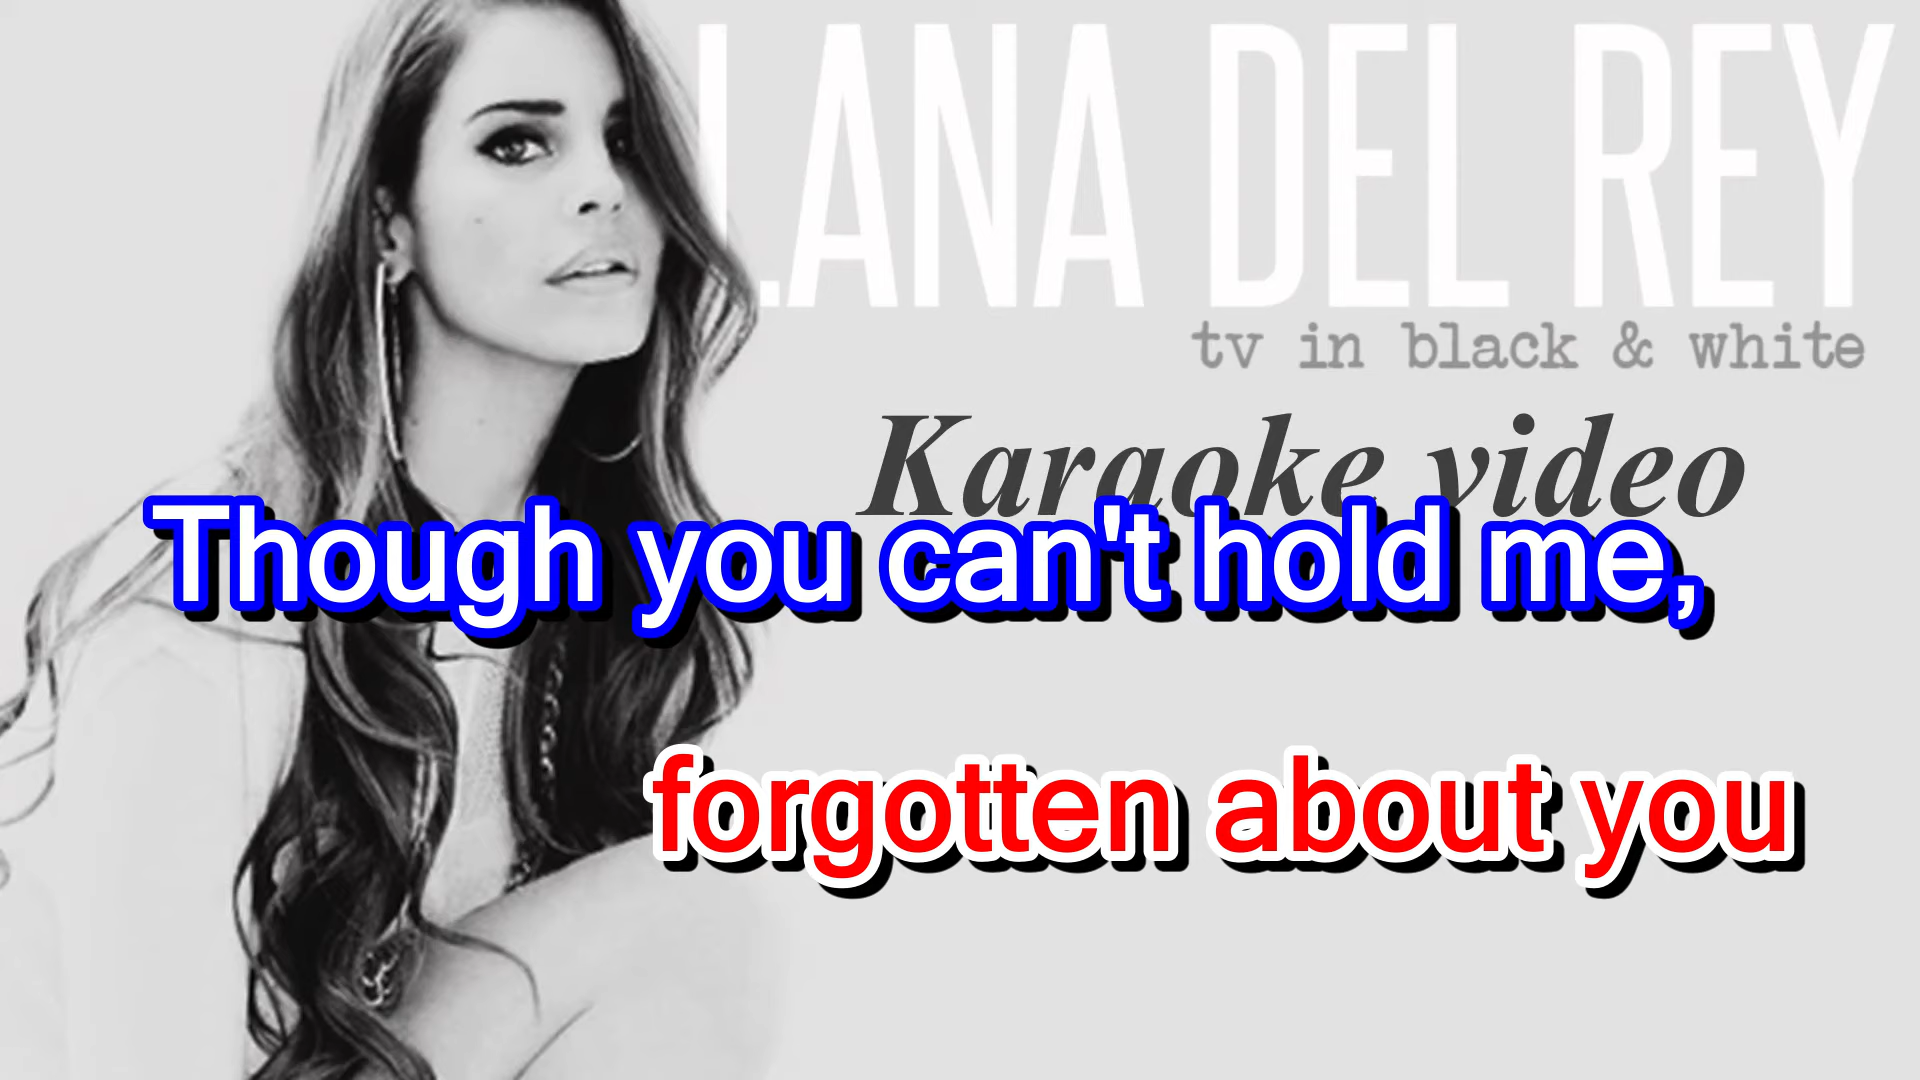 LANA DEL REY
tv in black & white
Karaoke video
Though you can't hold me,
forgotten about you